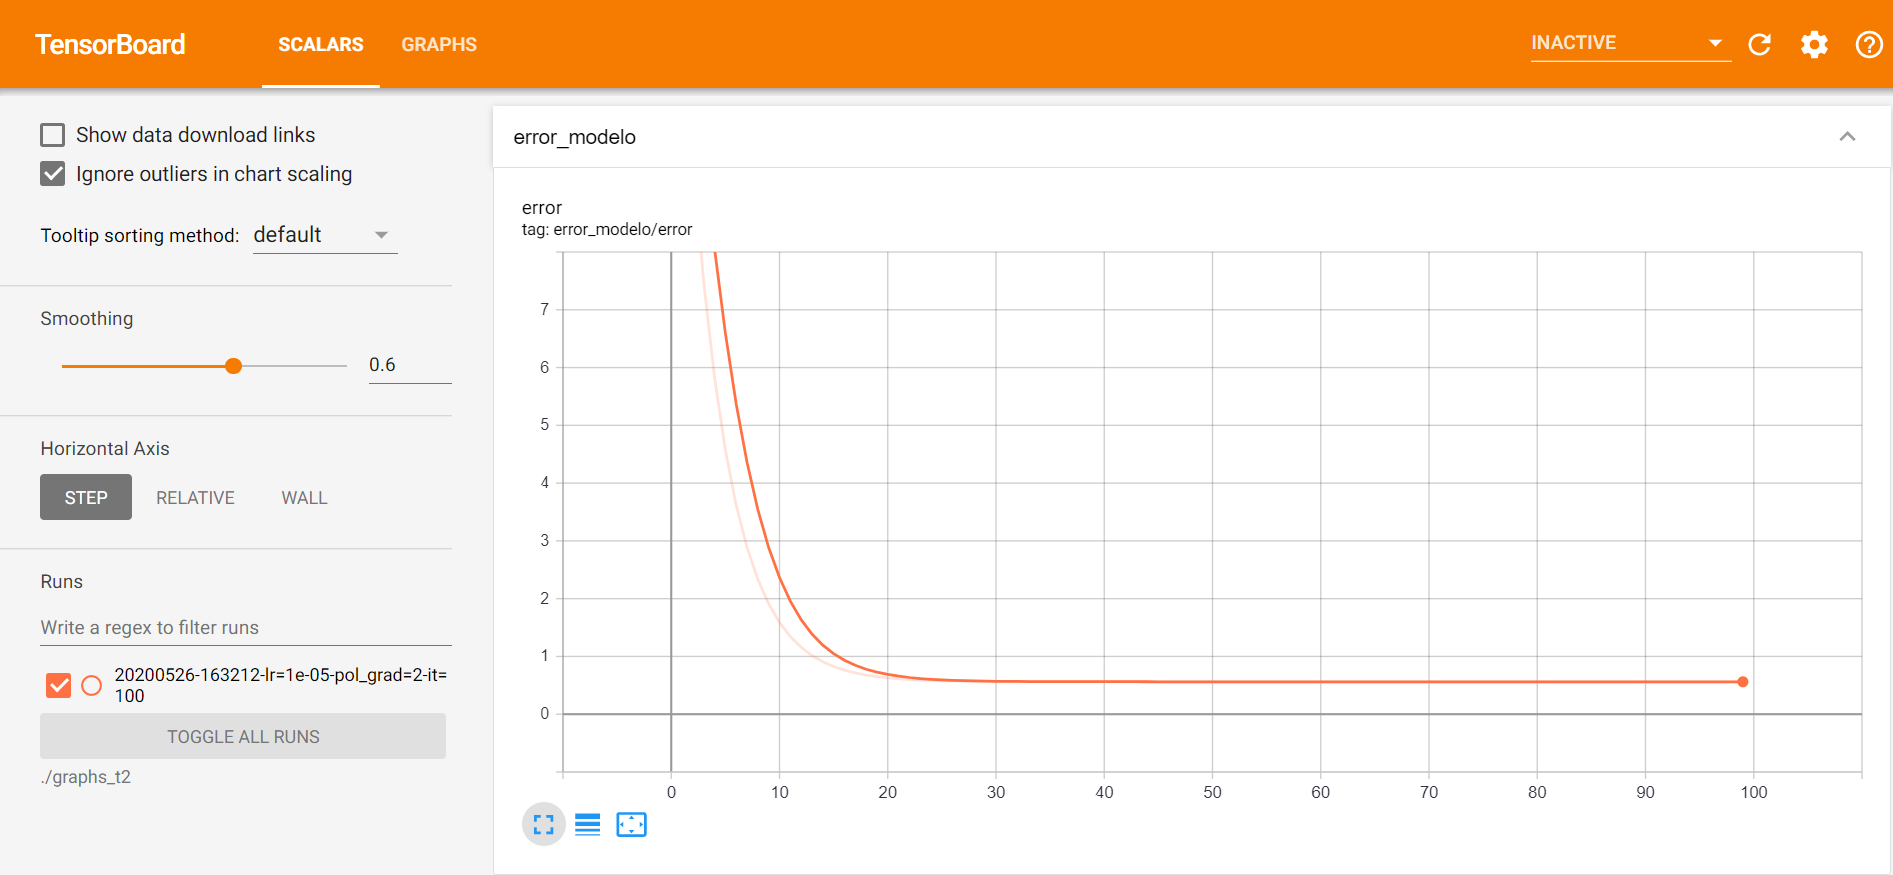 TensorBoard SCALARS GRAPHS INACTIVE
Show data download links
Ignore outliers in chart scaling
Tooltip sorting method: default
Smoothing
0.6
Horizontal Axis
STEP RELATIVE WALL
Runs
Write a regex to filter runs
20200526-163212-lr=1e-05-pol_grad=2-it=
100
TOGGLE ALL RUNS
./graphs_t2
error_modelo
error
tag: error_modelo/error
7
6
5
4
3
2
1
0
0 10 20 30 40 50 60 70 80 90 100